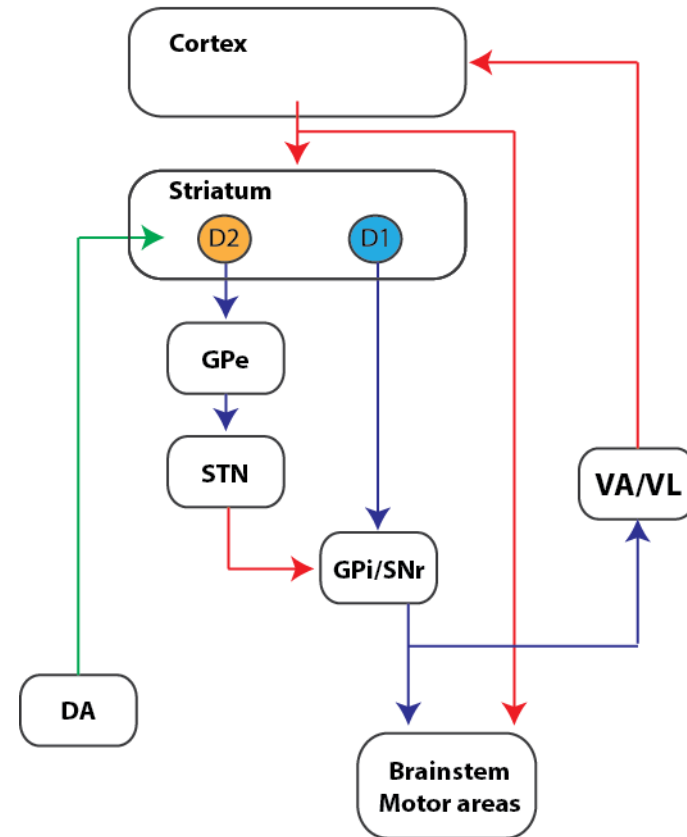 Cortex
Striatum
D2
D1
GPe
STN
VA/VL
GPi/SNr
DA
Brainstem
Motor areas